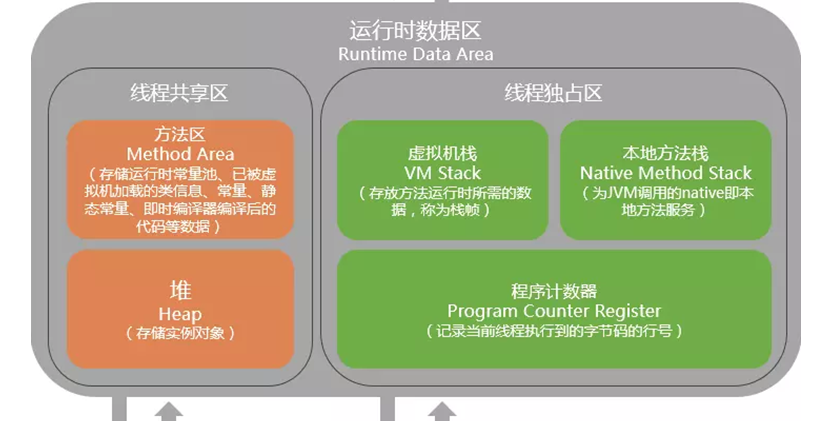 运行时数据区
Runtime Data Area
线程共享区
方法区
Method Area
（存储运行时常量池、已被虚
拟机加载的类信息、常量、静
态常量、即时编译器编译后的
代码等数据）
堆
Heap
（存储实例对象）
线程独占区
虚拟机栈
VM Stack
（存放方法运行时所需的数
据，称为栈帧）
本地方法栈
Native Method Stack
（为JVM调用的native即本
地方法服务）
程序计数器
Program Counter Register
（记录当前线程执行到的字节码的行号）